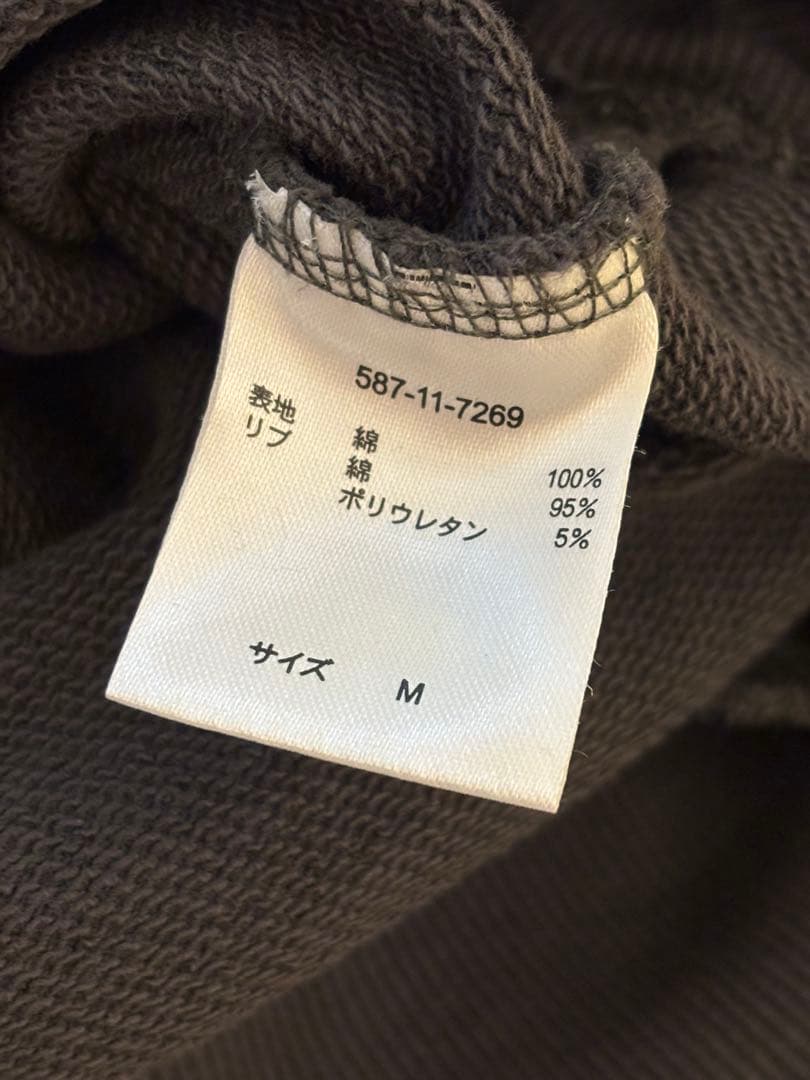 587-11-7269
表地 綿 100%
リブ 綿 95%
ポリウレタン 5%
サイズ M